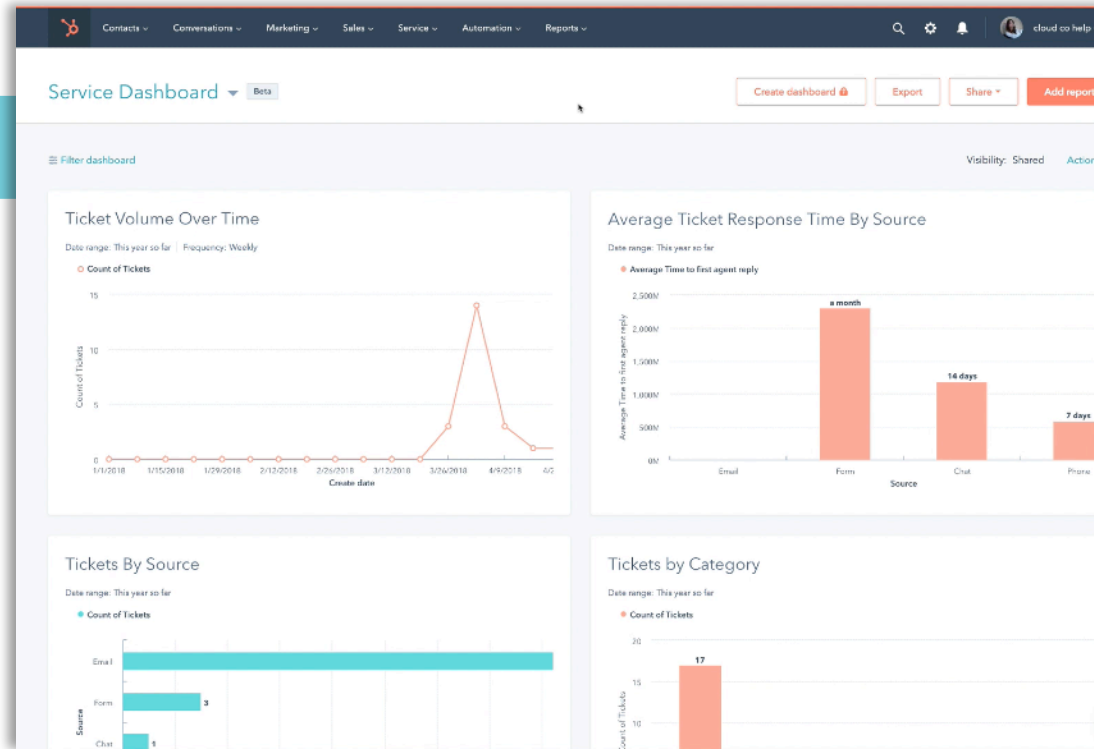 Contacts Conversations Marketing Sales Service Automation Reports cloud co help
Service Dashboard Beta
Create dashboard Export Share Add report
Filter dashboard
Visibility: Shared Action
Ticket Volume Over Time
Date range: This year so far | Frequency: Weekly
Count of Tickets
15
10
5
0
Count of Tickets
1/1/2018 1/15/2018 1/29/2018 2/12/2018 2/26/2018 3/12/2018 3/26/2018 4/9/2018 4/2
Create date
Average Ticket Response Time By Source
Date range: This year so far
Average Time to first agent reply
2,500M
2,000M
1,500M
1,000M
500M
0M
Average Time to first agent reply
a month
14 days
7 days
Email Form Chat Phone
Source
Tickets By Source
Date range: This year so far
Count of Tickets
Email
Form 3
Chat 1
Source
Tickets by Category
Date range: This year so far
Count of Tickets
20
15
10
17
Count of Tickets